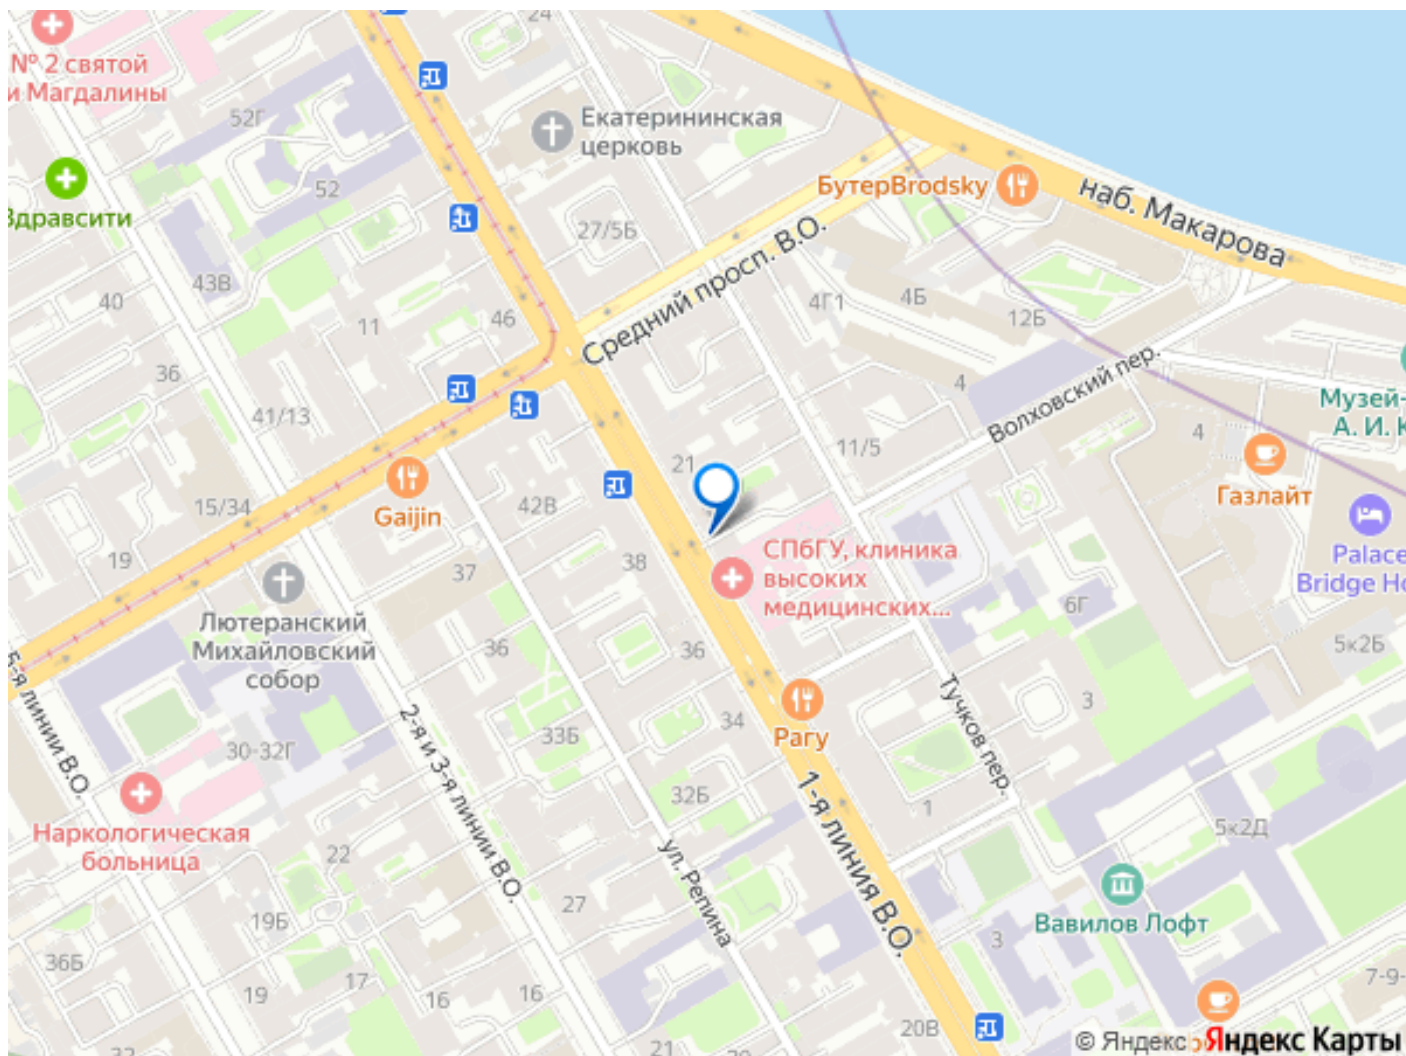 24
№ 2 святой
и Магдалины
52Г
Екатерининская
церковь
52
Здравсити
БутерBrodsky
наб. Макарова
27/5Б
Средний просп. В.О.
43В
40
11
46
4Г1
4Б
12Б
36
4
Волховский пер.
Музей-
А. И. К
41/13
11/5
4
21
Газлайт
15/34
Gaijin
42В
19
37
38
СПбГУ, клиника
высоких
медицинских...
Palace
Bridge Ho
6Г
Лютеранский
Михайловский
собор
36
36
5к2Б
6-я линии В.О.
2-я и 3-я линии В.О.
Тучков пер.
3
30-32Г
33Б
34
Рагу
32Б
1-я линия В.О.
1
5к2Д
Наркологическая
больница
22
ул. Репина
Вавилов Лофт
27
19Б
3
36Б
17
19
16
16
7-9-
20В
21
32
© Яндекс Яндекс Карты